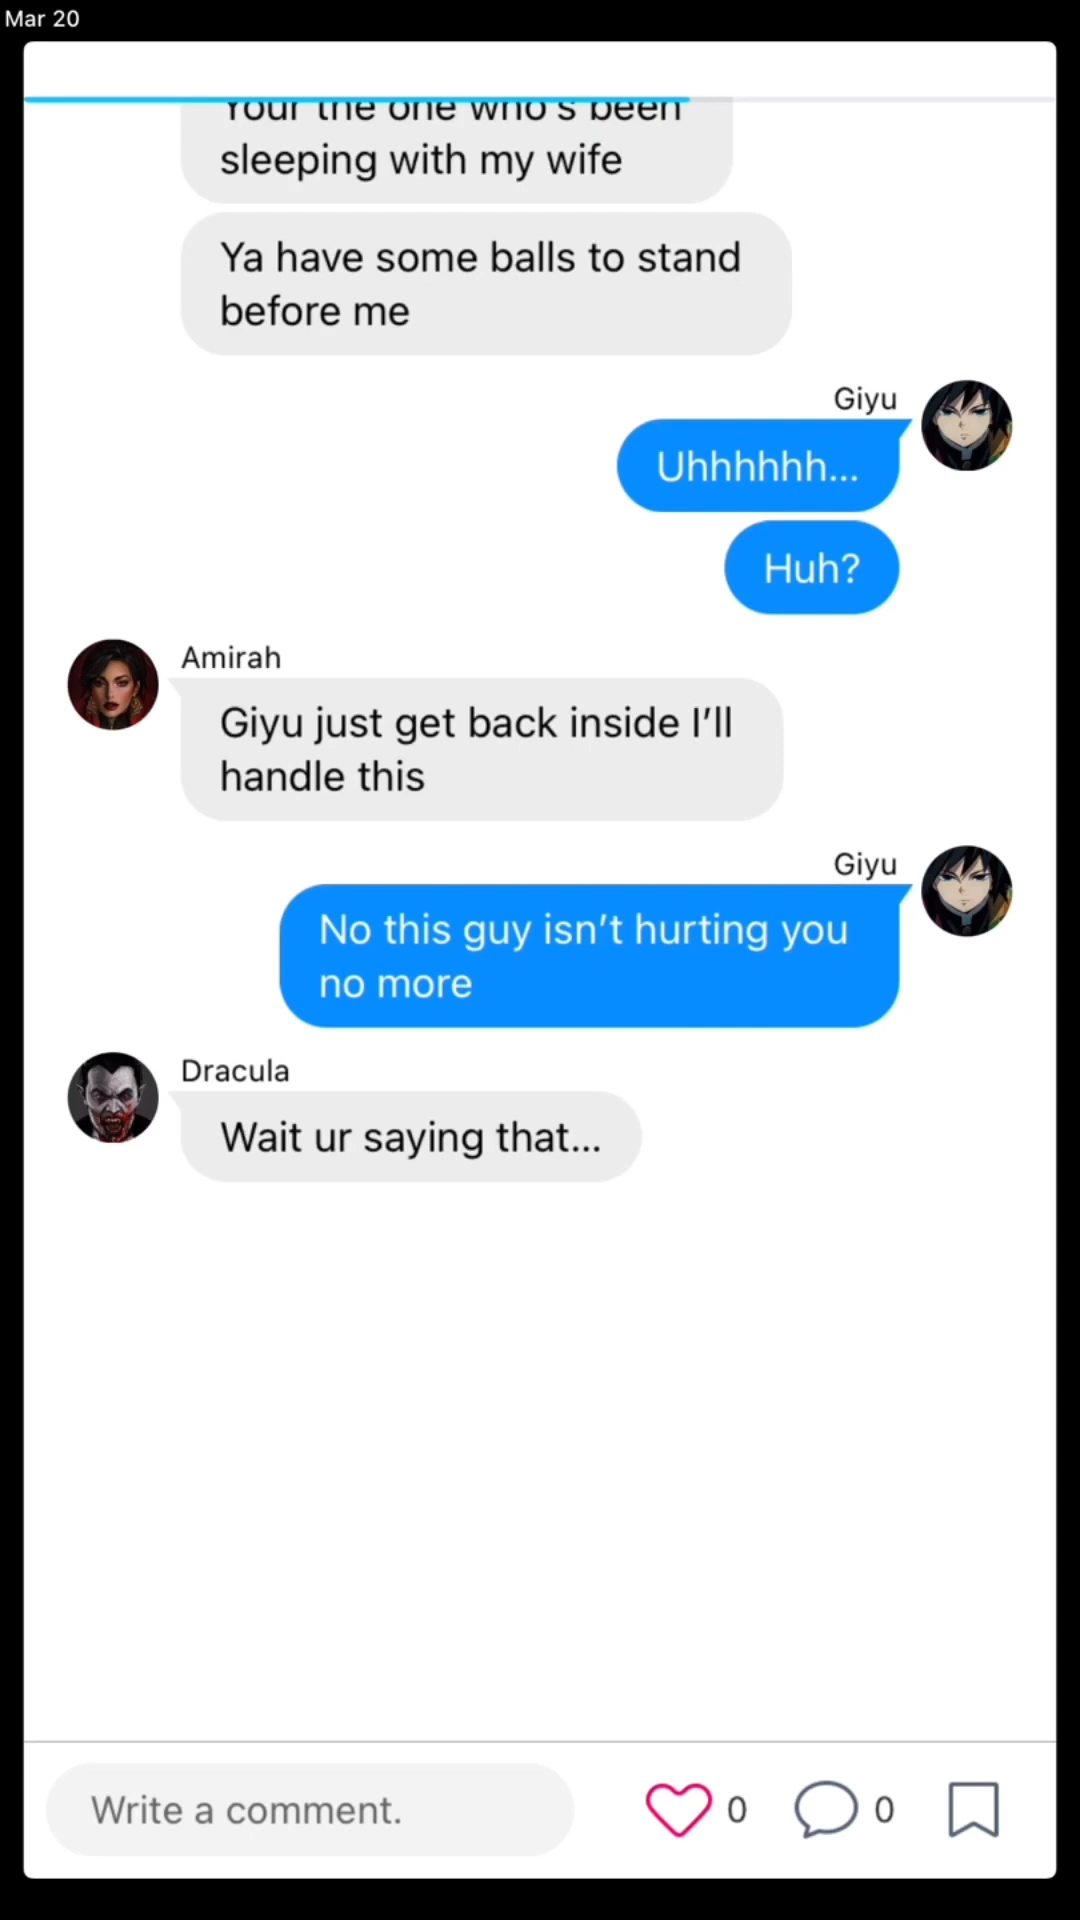 Mar 20
Your the one who's been
sleeping with my wife
Ya have some balls to stand
before me
Giyu
Uhhhhhh...
Huh?
Amirah
Giyu just get back inside I’ll
handle this
Giyu
No this guy isn’t hurting you
no more
Dracula
Wait ur saying that...
Write a comment.
0
0